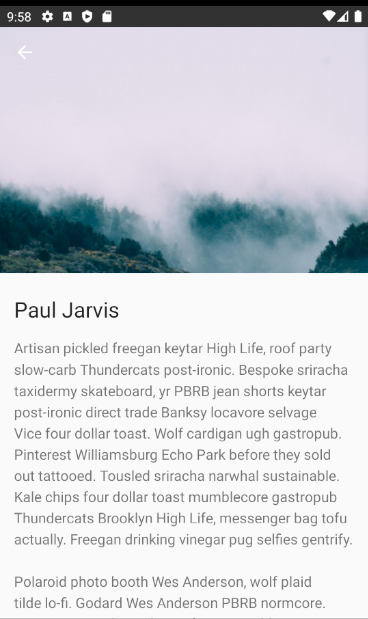 9:58
Paul Jarvis
Artisan pickled freegan keytar High Life, roof party
slow-carb Thundercats post-ironic. Bespoke sriracha
taxidermy skateboard, yr PBRB jean shorts keytar
post-ironic direct trade Banksy locavore selvage
Vice four dollar toast. Wolf cardigan ugh gastropub.
Pinterest Williamsburg Echo Park before they sold
out tattooed. Tousled sriracha narwhal sustainable.
Kale chips four dollar toast mumblecore gastropub
Thundercats Brooklyn High Life, messenger bag tofu
actually. Freegan drinking vinegar pug selfies gentrify.
Polaroid photo booth Wes Anderson, wolf plaid
tilde lo-fi. Godard Wes Anderson PBRB normcore.